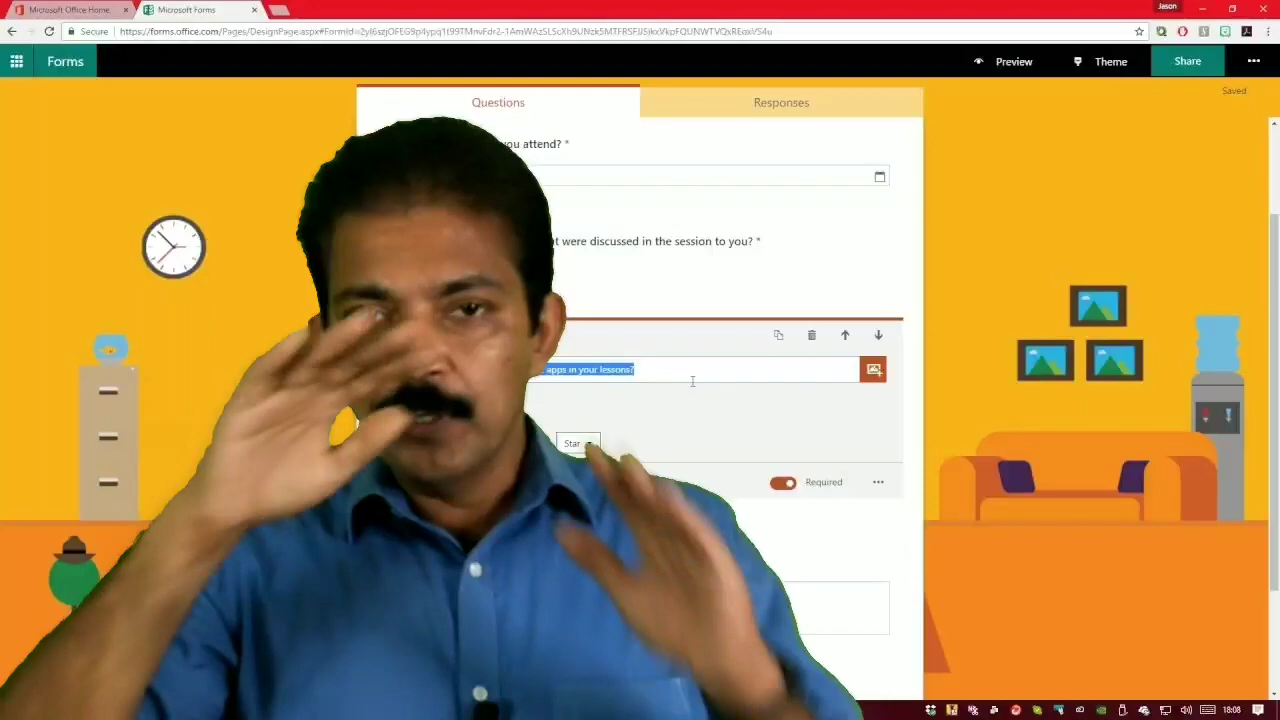 Jason
Microsoft Office Home
Microsoft Forms
Secure
Forms
Preview
Theme
Share
Saved
Questions
Responses
you attend? *
were discussed in the session to you? *
apps in your lessons?
Star
Required
18:08